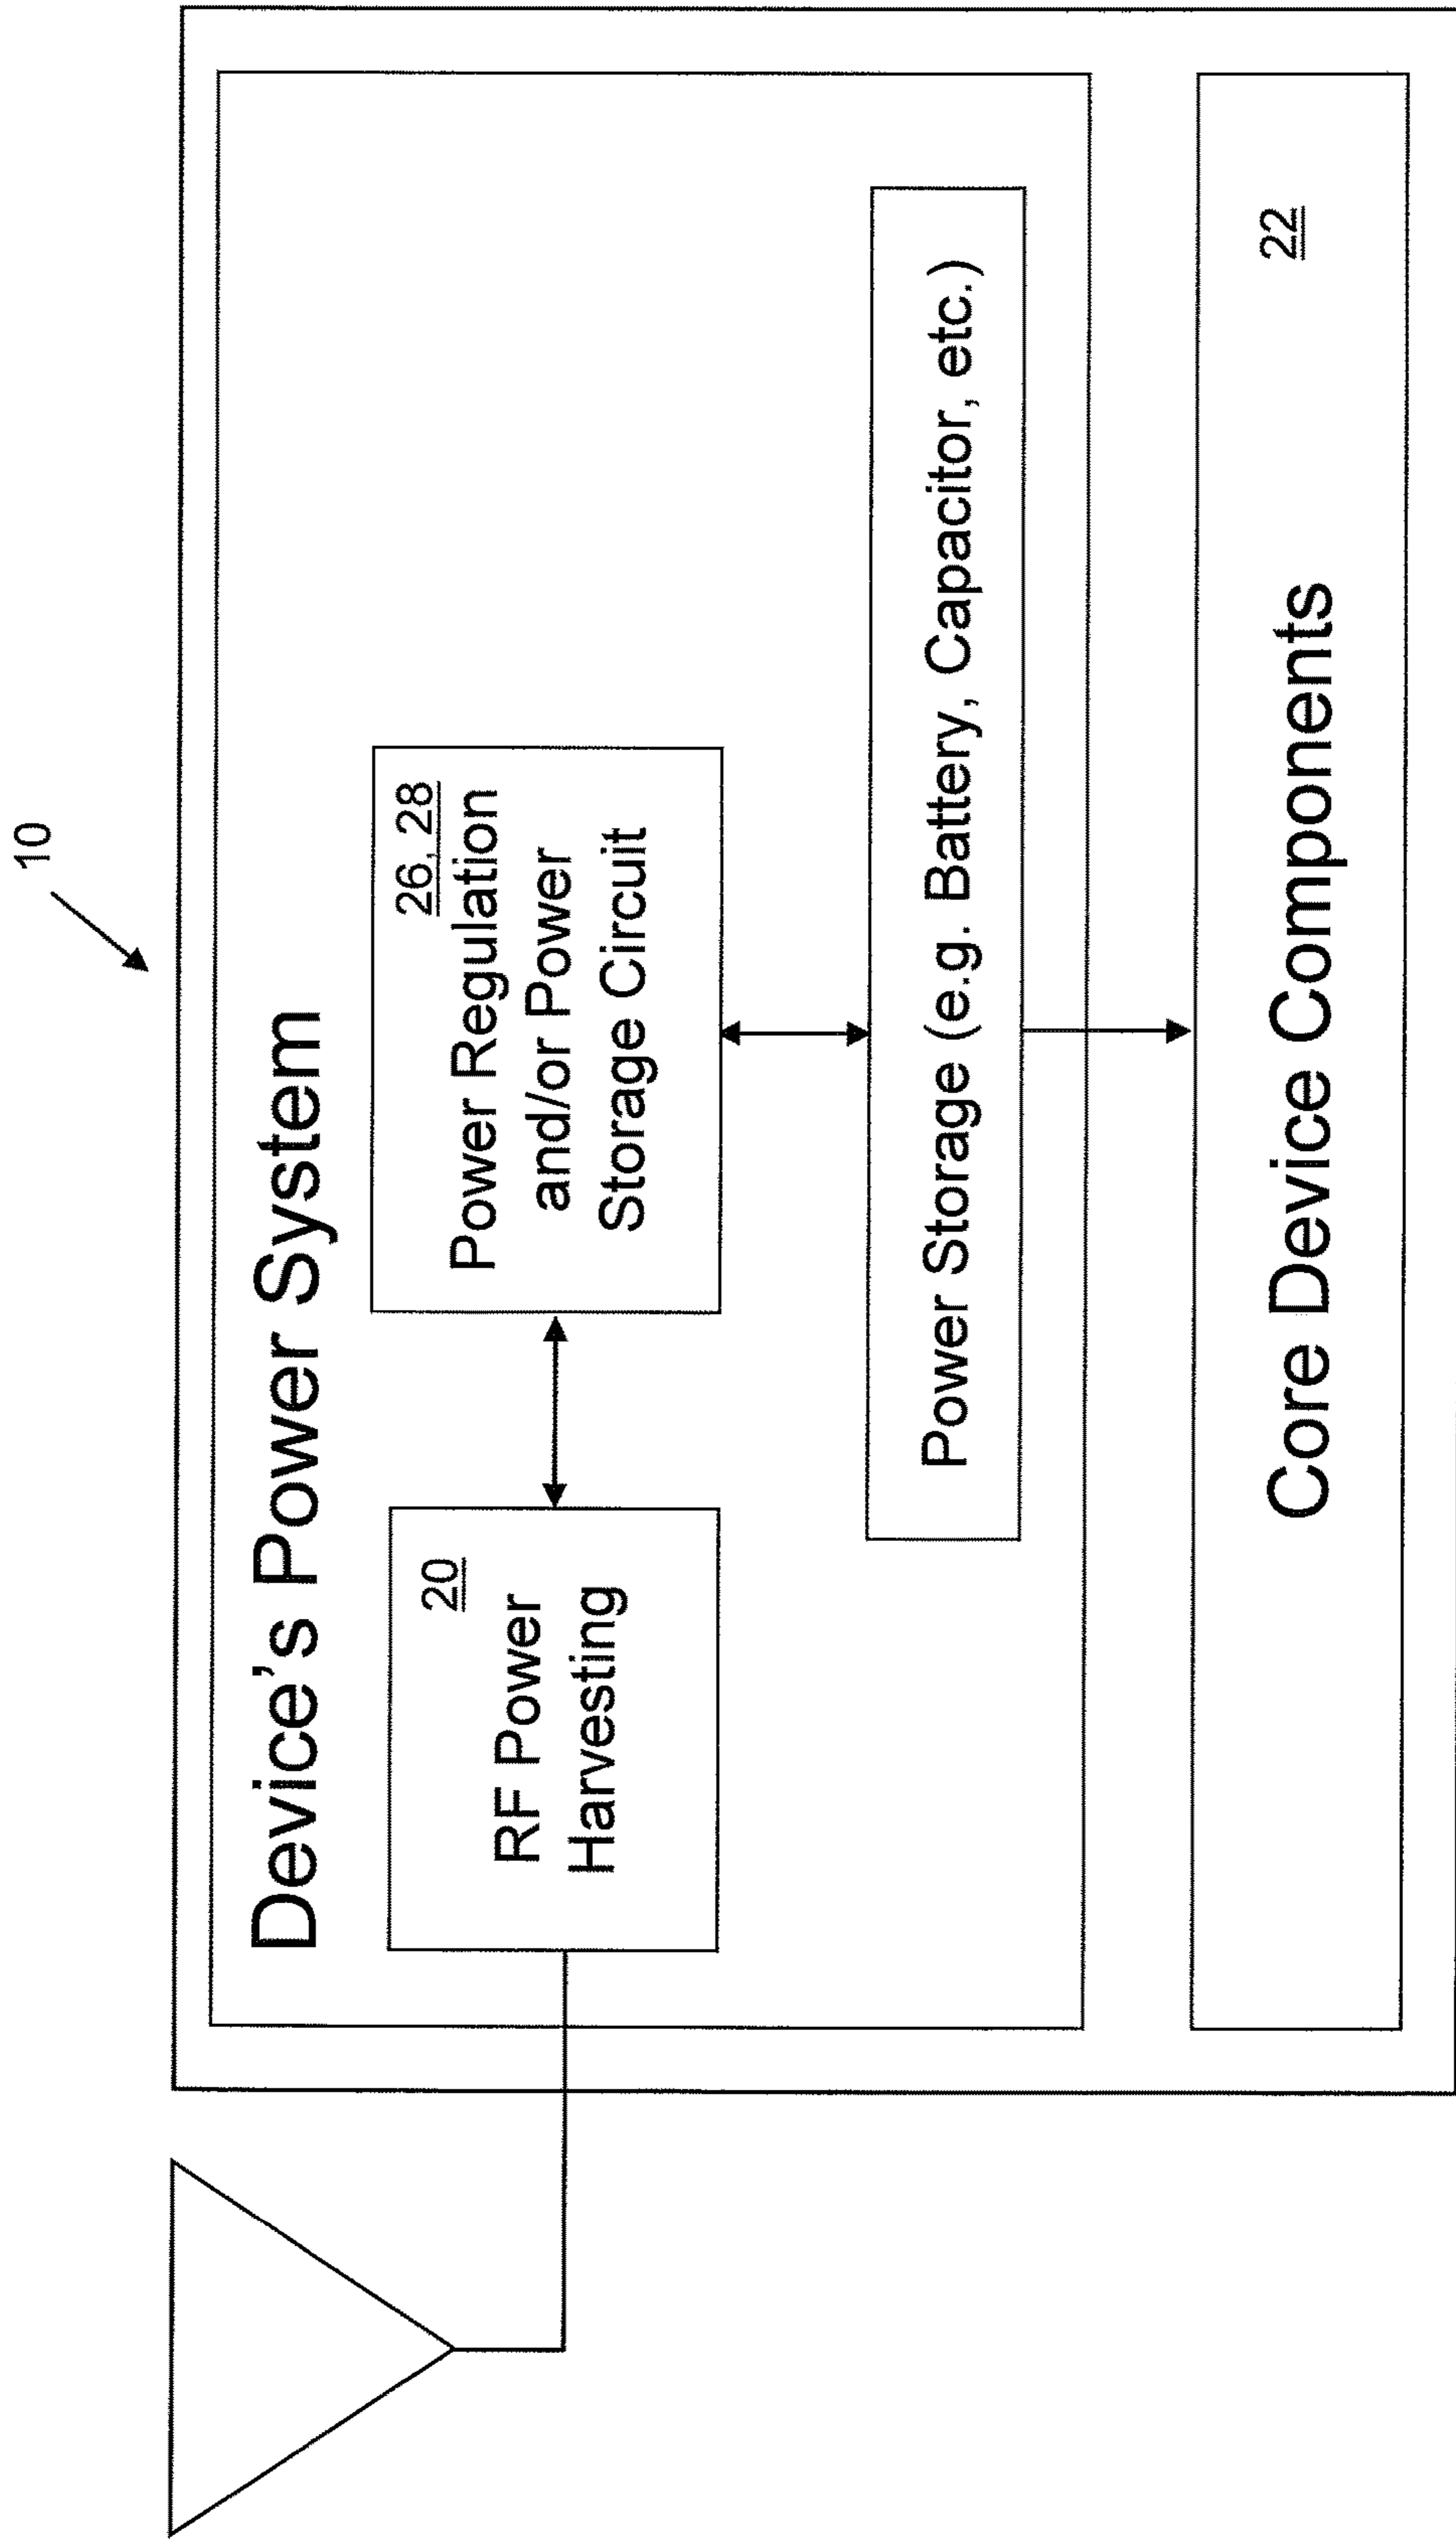 10
Device's Power System
20
RF Power
Harvesting
26, 28
Power Regulation
and/or Power
Storage Circuit
Power Storage (e.g. Battery, Capacitor, etc.)
22
Core Device Components